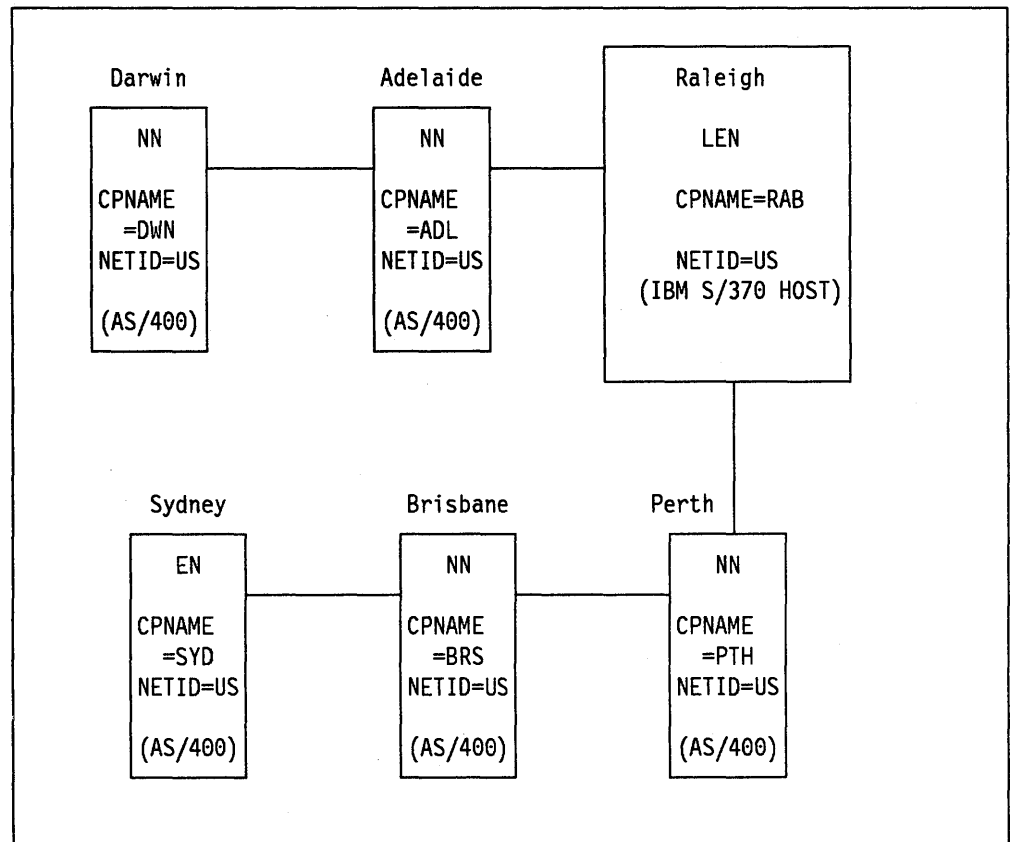 Darwin
Adelaide
Raleigh
NN
CPNAME
=DWN
NETID=US
(AS/400)
NN
CPNAME
=ADL
NETID=US
(AS/400)
LEN
CPNAME=RAB
NETID=US
(IBM S/370 HOST)
Sydney
Brisbane
Perth
EN
CPNAME
=SYD
NETID=US
(AS/400)
NN
CPNAME
=BRS
NETID=US
(AS/400)
NN
CPNAME
=PTH
NETID=US
(AS/400)